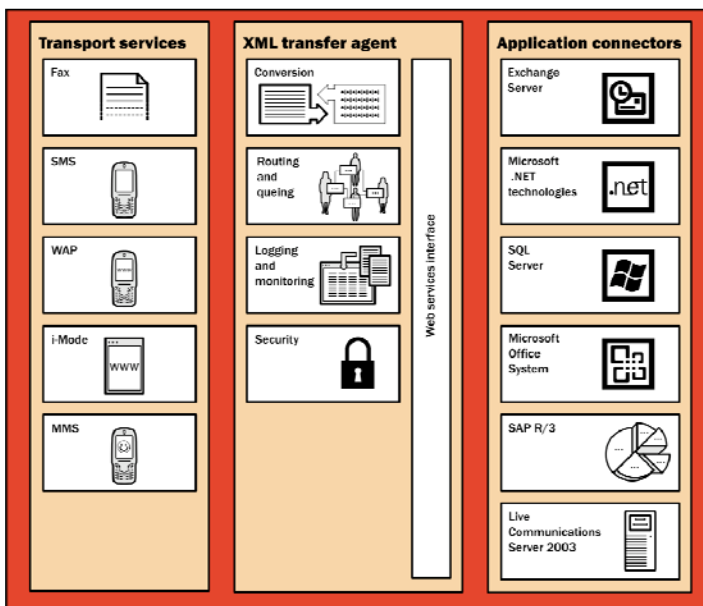 Transport services
Fax
SMS
WAP
www
i-Mode
www
MMS
XML transfer agent
Conversion
Routing
and
queing
Logging
and
monitoring
Security
Web services interface
Application connectors
Exchange
Server
Microsoft
.NET
technologies
.net
SQL
Server
Microsoft
Office
System
SAP R/3
Live
Communications
Server 2003